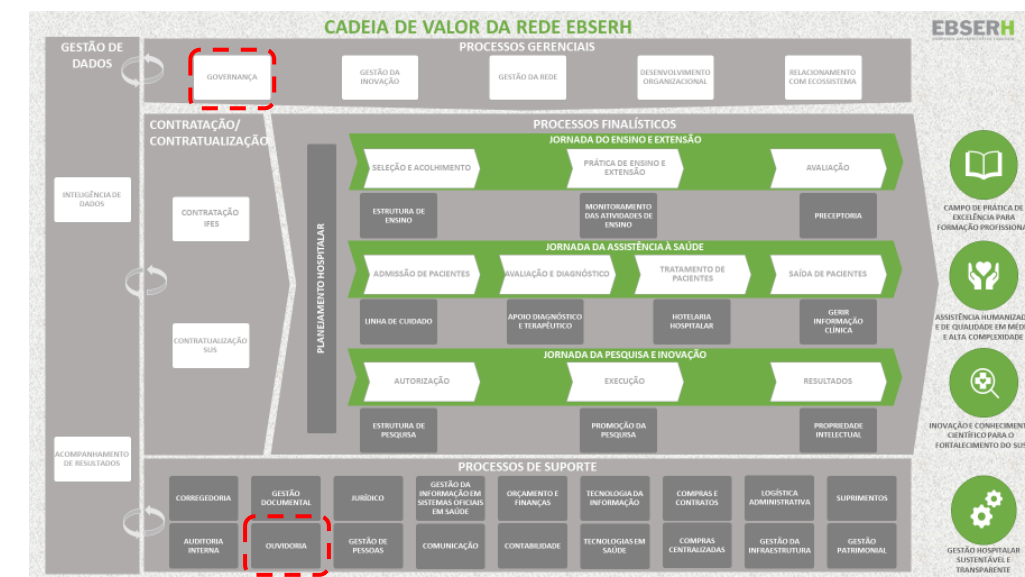 CADEIA DE VALOR DA REDE EBSERH
EBSERH
GESTÃO DE
DADOS
INTELIGÊNCIA DE
DADOS
ACOMPANHAMENTO
DE RESULTADOS
PROCESSOS GERENCIAIS
GOVERNANÇA
GESTÃO DA
INOVAÇÃO
GESTÃO DA REDE
DESENVOLVIMENTO
ORGANIZACIONAL
RELACIONAMENTO
COM ECOSSISTEMA
CONTRATAÇÃO/
CONTRATUALIZAÇÃO
CONTRATAÇÃO
IFES
CONTRATUALIZAÇÃO
SUS
PLANEJAMENTO HOSPITALAR
PROCESSOS FINALÍSTICOS
JORNADA DO ENSINO E EXTENSÃO
SELEÇÃO E ACOLHIMENTO
PRÁTICA DE ENSINO E
EXTENSÃO
AVALIAÇÃO
ESTRUTURA DE
ENSINO
MONITORAMENTO
DAS ATIVIDADES DE
ENSINO
PRECEPTORIA
JORNADA DA ASSISTÊNCIA À SAÚDE
ADMISSÃO DE PACIENTES
AVALIAÇÃO E DIAGNÓSTICO
TRATAMENTO DE
PACIENTES
SAÍDA DE PACIENTES
LINHA DE CUIDADO
APOIO DIAGNÓSTICO
E TERAPÊUTICO
HOTELARIA
HOSPITALAR
GERIR
INFORMAÇÃO
CLÍNICA
JORNADA DA PESQUISA E INOVAÇÃO
AUTORIZAÇÃO
EXECUÇÃO
RESULTADOS
ESTRUTURA DE
PESQUISA
PROMOÇÃO DA
PESQUISA
PROPRIEDADE
INTELECTUAL
PROCESSOS DE SUPORTE
CORREGEDORIA
GESTÃO
DOCUMENTAL
JURÍDICO
GESTÃO DA
INFORMAÇÃO EM
SISTEMAS OFICIAIS
EM SAÚDE
ORÇAMENTO E
FINANÇAS
TECNOLOGIA DA
INFORMAÇÃO
COMPRAS E
CONTRATOS
LOGÍSTICA
ADMINISTRATIVA
SUPRIMENTOS
AUDITORIA
INTERNA
OUVIDORIA
GESTÃO DE
PESSOAS
COMUNICAÇÃO
CONTABILIDADE
TECNOLOGIAS EM
SAÚDE
COMPRAS
CENTRALIZADAS
GESTÃO DA
INFRAESTRUTURA
GESTÃO
PATRIMONIAL
CAMPO DE PRÁTICA DE
EXCELÊNCIA PARA
FORMAÇÃO PROFISSIONA
ASSISTÊNCIA HUMANIZAD
E DE QUALIDADE EM MÉDI
E ALTA COMPLEXIDADE
INOVAÇÃO E CONHECIMENT
CIENTÍFICO PARA O
FORTALECIMENTO DO SUS
GESTÃO HOSPITALAR
SUSTENTÁVEL E
TRANSPARENTE